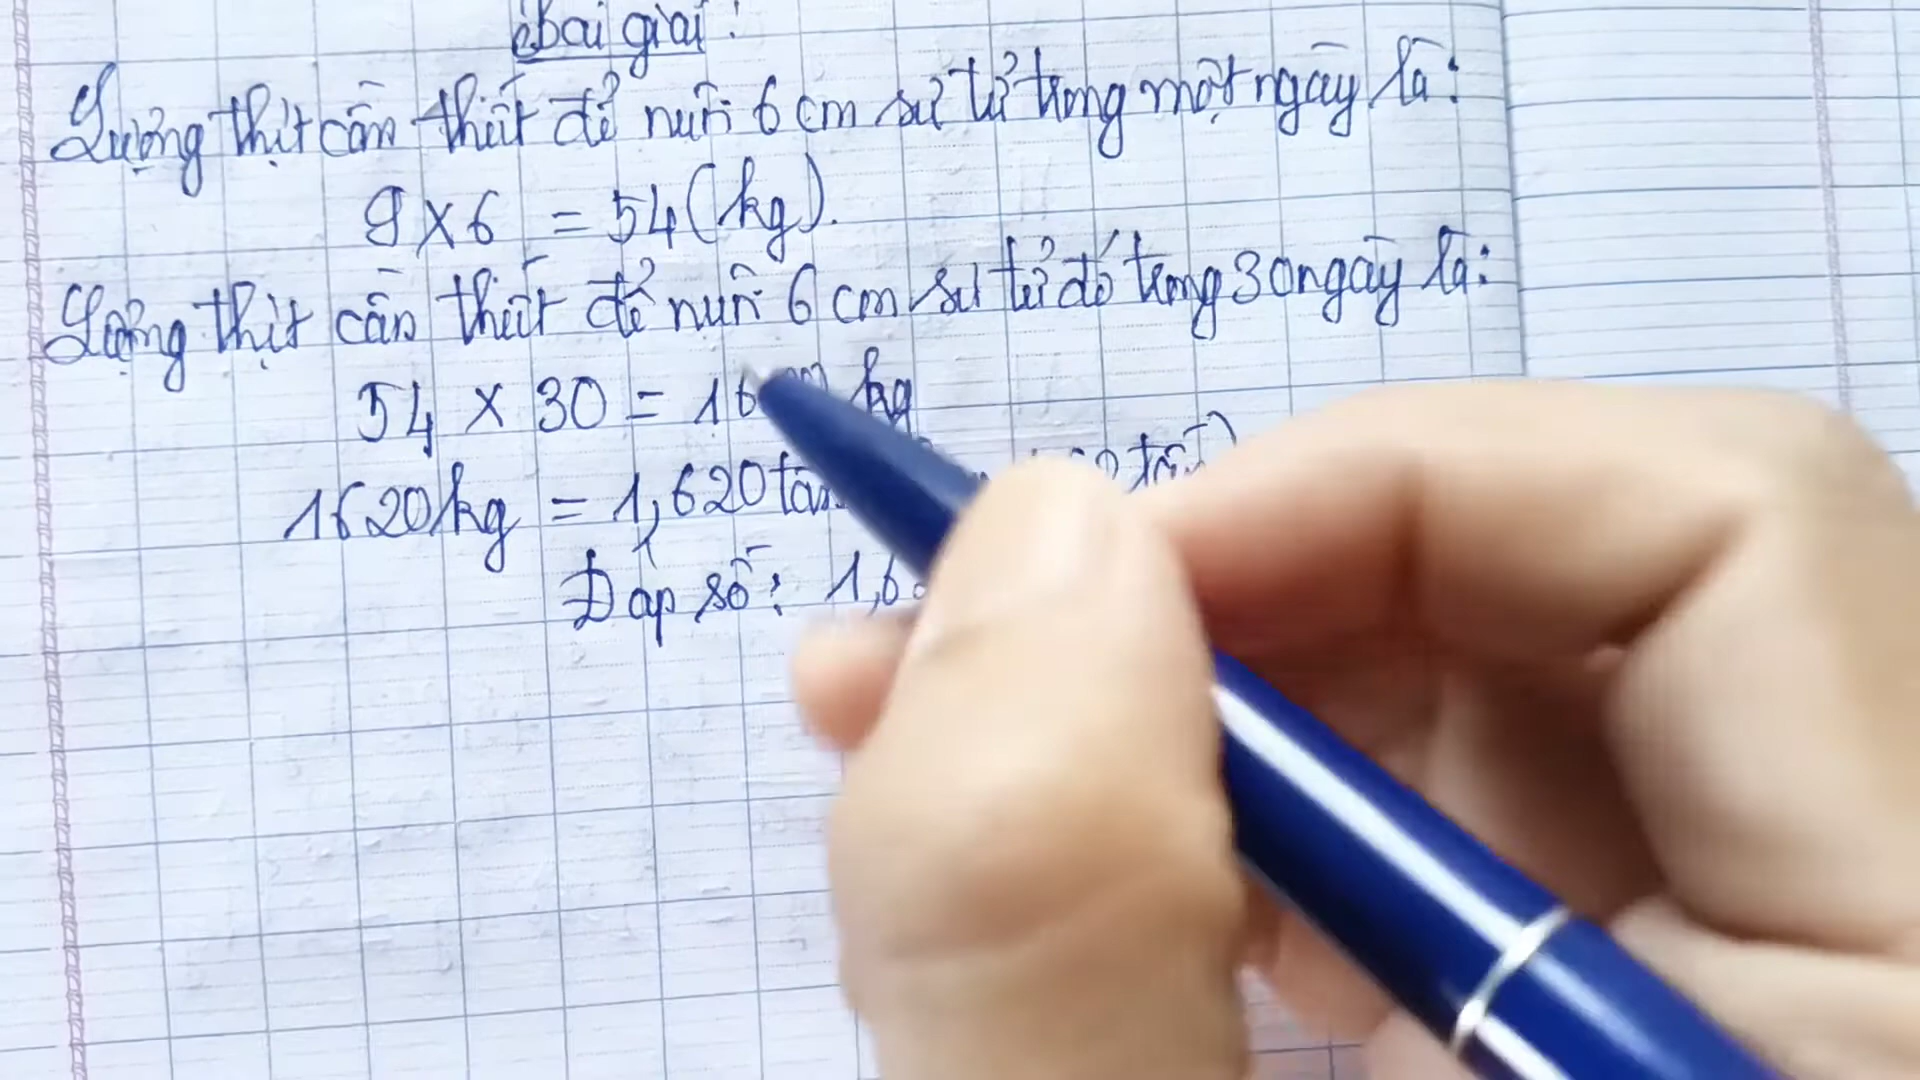 Bài giải:
Lượng thịt cần thiết để nuôi 6 con sư tử trong một ngày là:
9 x 6 = 54 (kg).
Lượng thịt cần thiết để nuôi 6 con sư tử đó trong 30 ngày là:
54 x 30 = kg
1620 kg = 1,620 tấn tấn)
Đáp số: